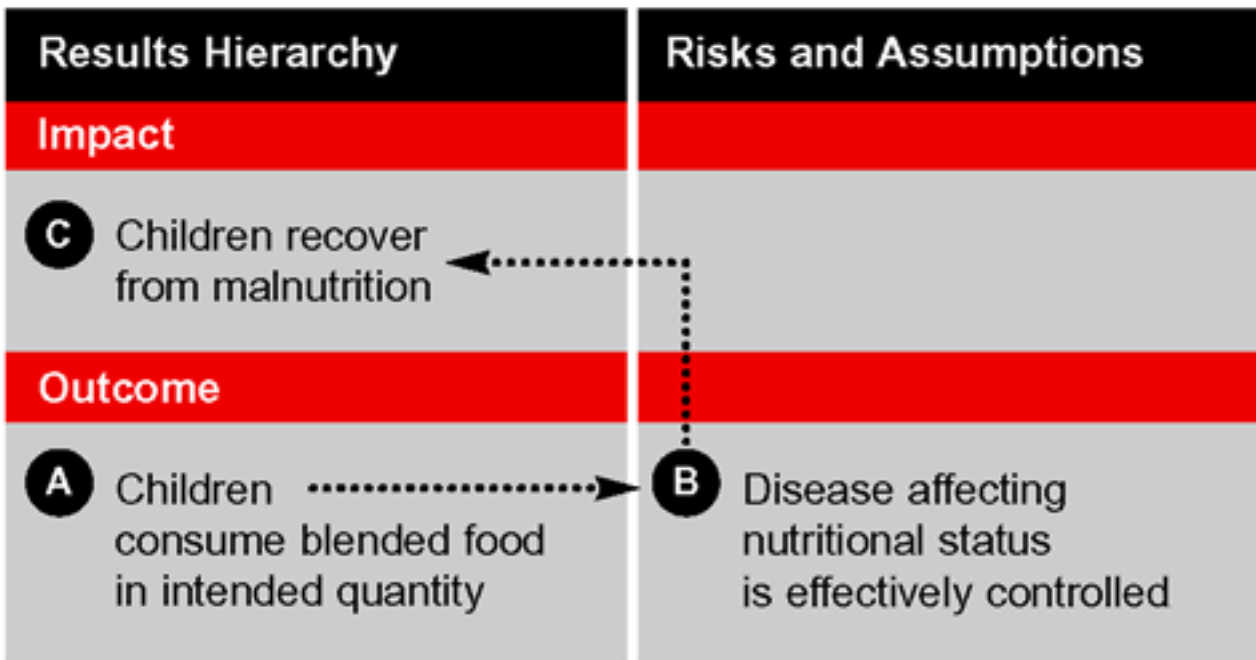 Results Hierarchy
Risks and Assumptions
Impact
C
Children recover
from malnutrition
Outcome
A
Children
consume blended food
in intended quantity
B
Disease affecting
nutritional status
is effectively controlled